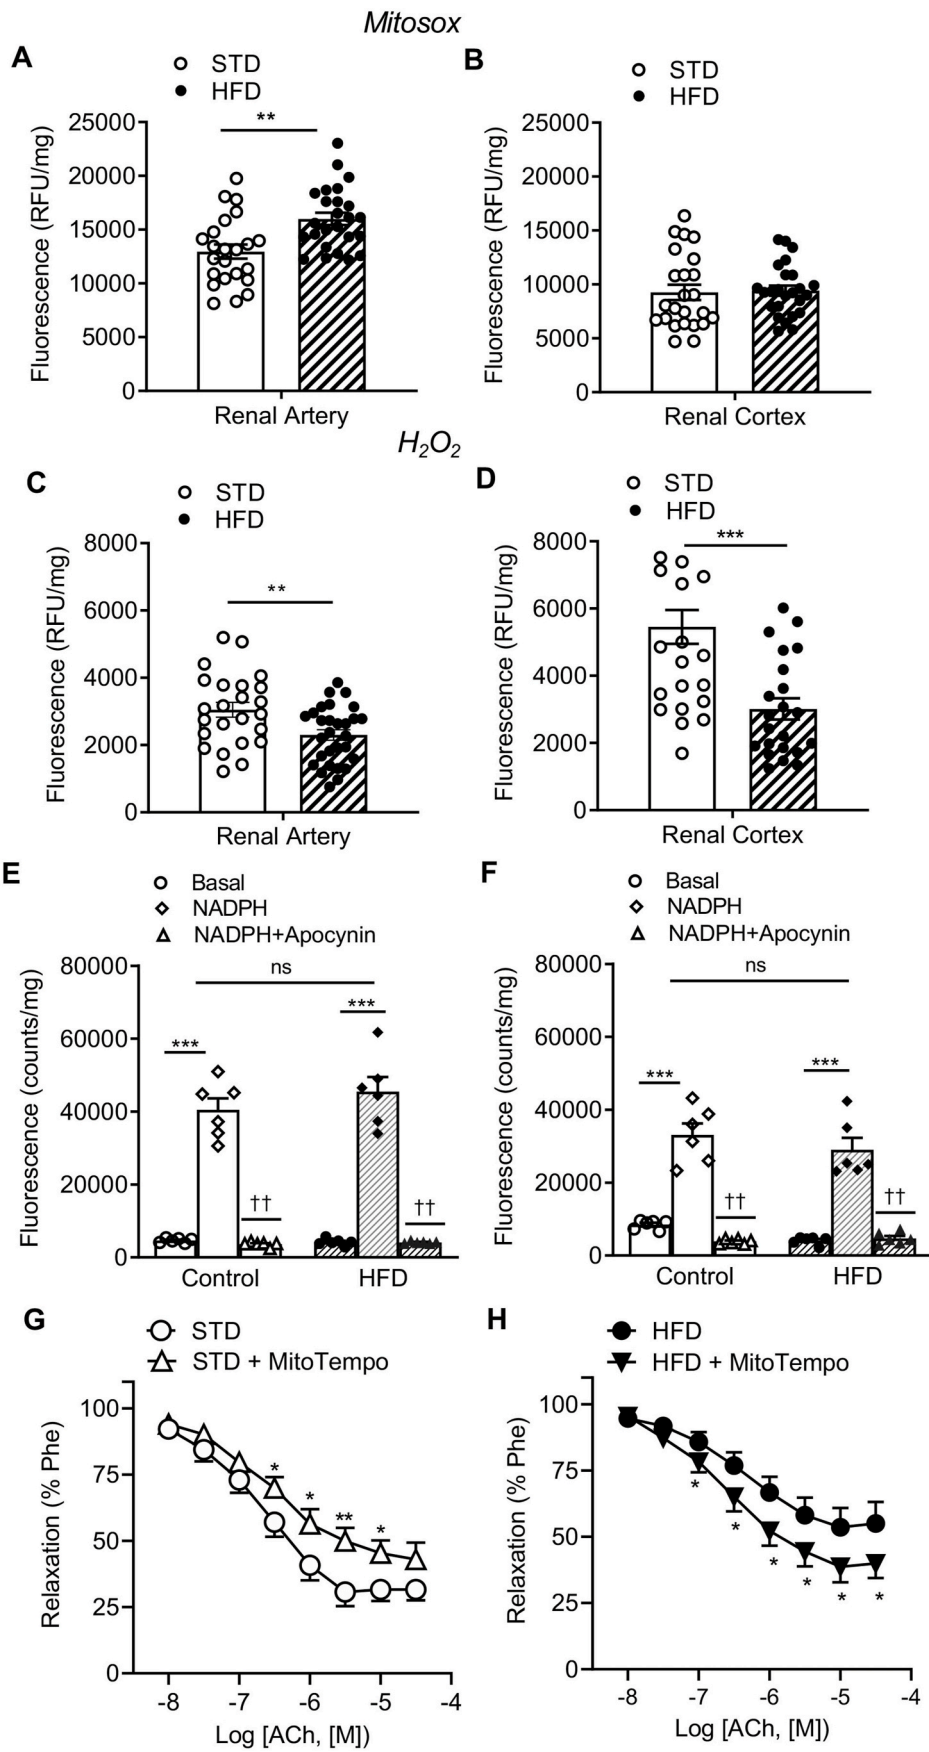 Mitosox
A
STD
HFD
**
Fluorescence (RFU/mg)
25000
20000
15000
10000
5000
0
Renal Artery
B
STD
HFD
Fluorescence (RFU/mg)
25000
20000
15000
10000
5000
0
Renal Cortex
H2O2
C
STD
HFD
**
Fluorescence (RFU/mg)
8000
6000
4000
2000
0
Renal Artery
D
STD
HFD
***
Fluorescence (RFU/mg)
8000
6000
4000
2000
0
Renal Cortex
E
Basal
NADPH
NADPH+Apocynin
Fluorescence (counts/mg)
80000
60000
40000
20000
0
ns
***
***
††
††
Control HFD
F
Basal
NADPH
NADPH+Apocynin
Fluorescence (counts/mg)
80000
60000
40000
20000
0
ns
***
***
††
††
Control HFD
G
STD
STD + MitoTempo
Relaxation (% Phe)
100
75
50
25
0
* * ** *
-8 -7 -6 -5 -4
Log [ACh, [M])
H
HFD
HFD + MitoTempo
Relaxation (% Phe)
100
75
50
25
0
* * * * * *
-8 -7 -6 -5 -4
Log [ACh, [M])